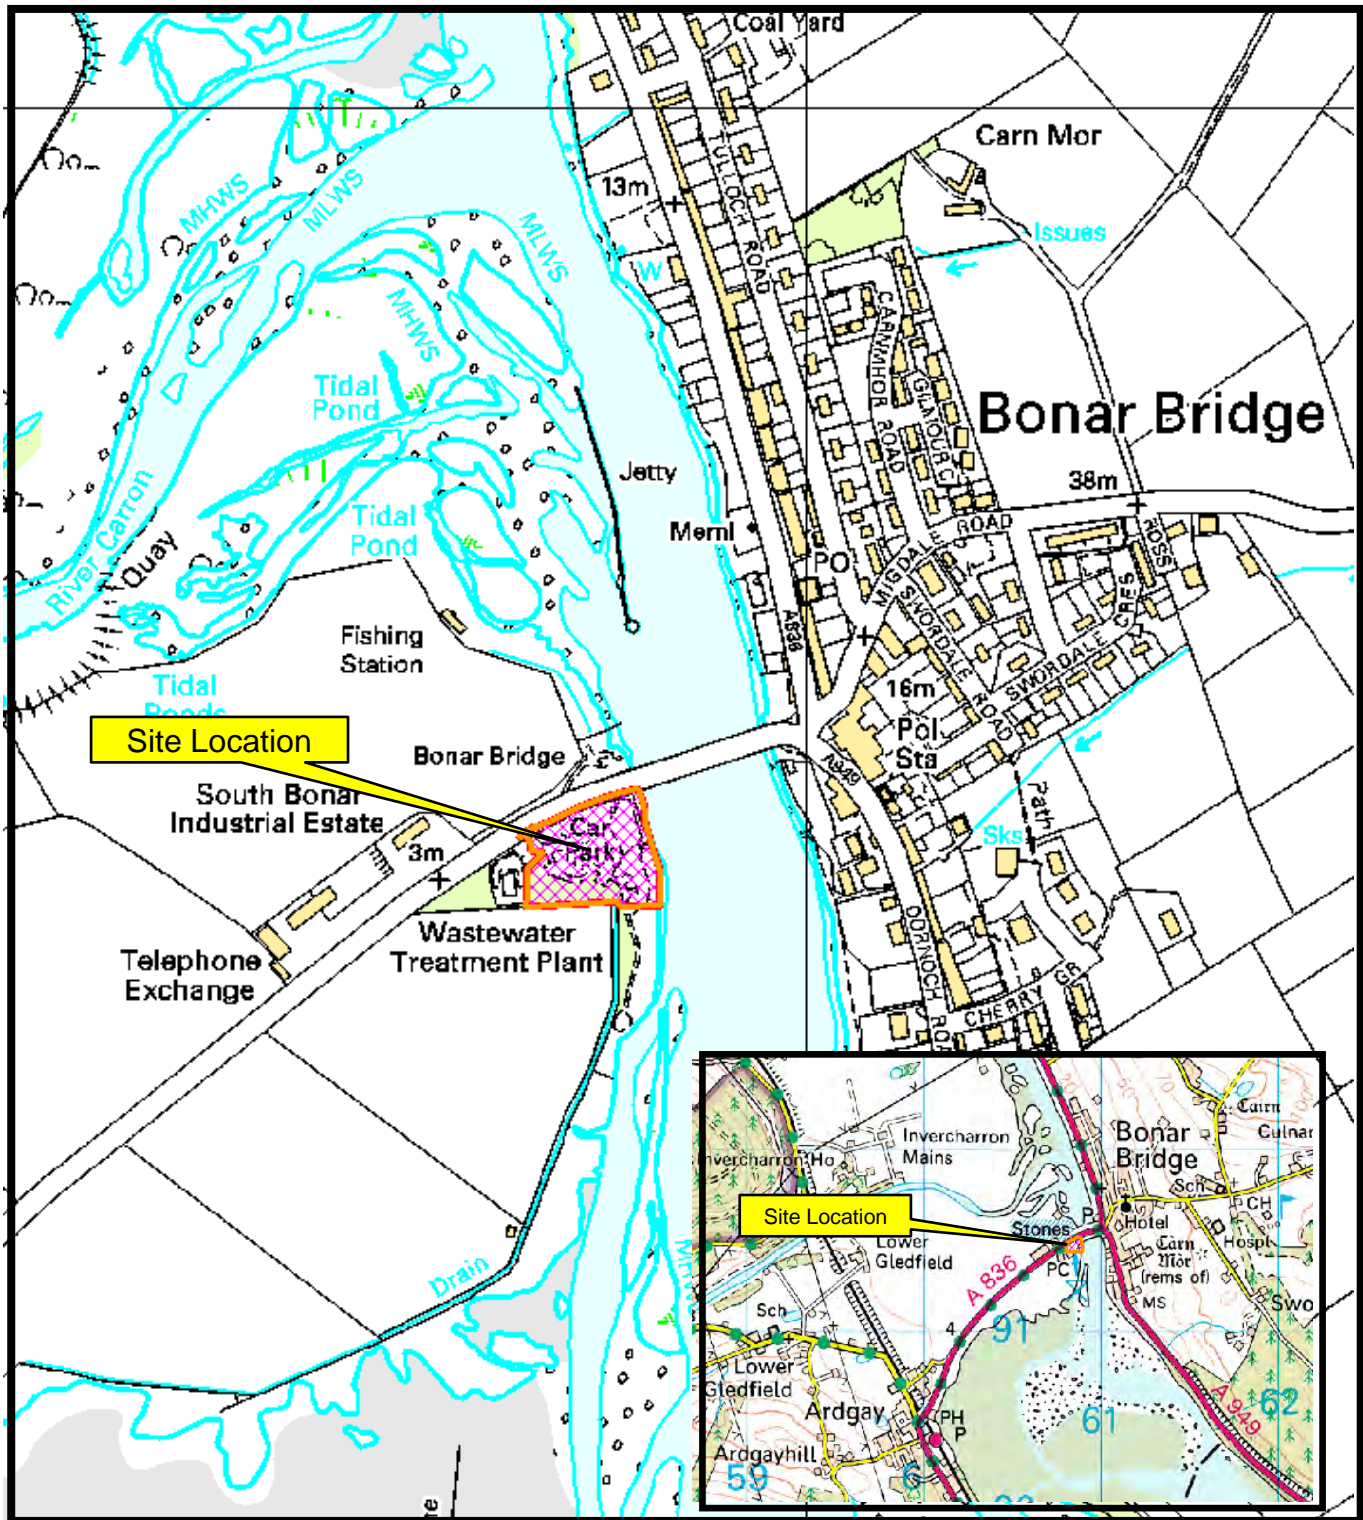 Coal Yard
Carn Mor
13m
TULLOCH ROAD
MHWS
MLWS
MLWS
MHWS
W
Issues
CARNMHOR ROAD
Bonar Bridge
Tidal
Pond
38m
Jetty
River Carron
Quay
Tidal
Pond
Meml
PO
MIGDALE ROAD
ROSS
SWORDALE CRES
SWORDALE ROAD
A836
Fishing
Station
16m
Pol
Sta
Tidal
Ponds
Site Location
Bonar Bridge
A949
Path
South Bonar
Industrial Estate
Car
Park
3m
Sks
Wastewater
Treatment Plant
Telephone
Exchange
DORNOCH ROAD
CHERRY GR
Drain
Invercharron
Mains
Invercharron Ho
Bonar
Bridge
Cairn
Sch
CH
Site Location
Stones
P
Hotel
Hospl
Lower
Gledfield
Carn
Mor
(rems of)
PC
A 836
MS
Swo
Sch
4
91
Lower
Gledfield
62
A 949
Ardgay
PH
P
61
Ardgayhill
59
6